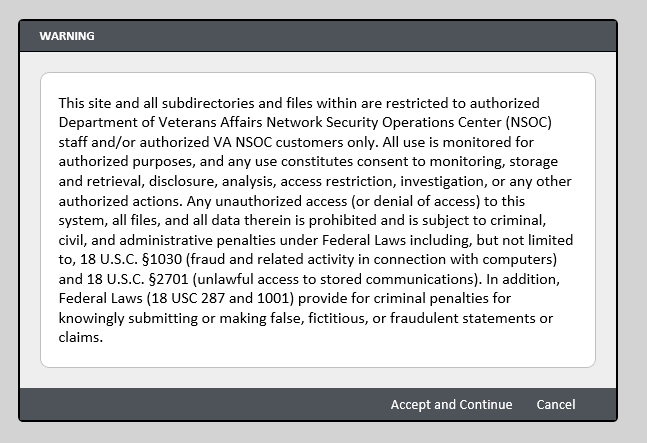 WARNING
This site and all subdirectories and files within are restricted to authorized
Department of Veterans Affairs Network Security Operations Center (NSOC)
staff and/or authorized VA NSOC customers only. All use is monitored for
authorized purposes, and any use constitutes consent to monitoring, storage
and retrieval, disclosure, analysis, access restriction, investigation, or any other
authorized actions. Any unauthorized access (or denial of access) to this
system, all files, and all data therein is prohibited and is subject to criminal,
civil, and administrative penalties under Federal Laws including, but not limited
to, 18 U.S.C. §1030 (fraud and related activity in connection with computers)
and 18 U.S.C. §2701 (unlawful access to stored communications). In addition,
Federal Laws (18 USC 287 and 1001) provide for criminal penalties for
knowingly submitting or making false, fictitious, or fraudulent statements or
claims.
Accept and Continue Cancel